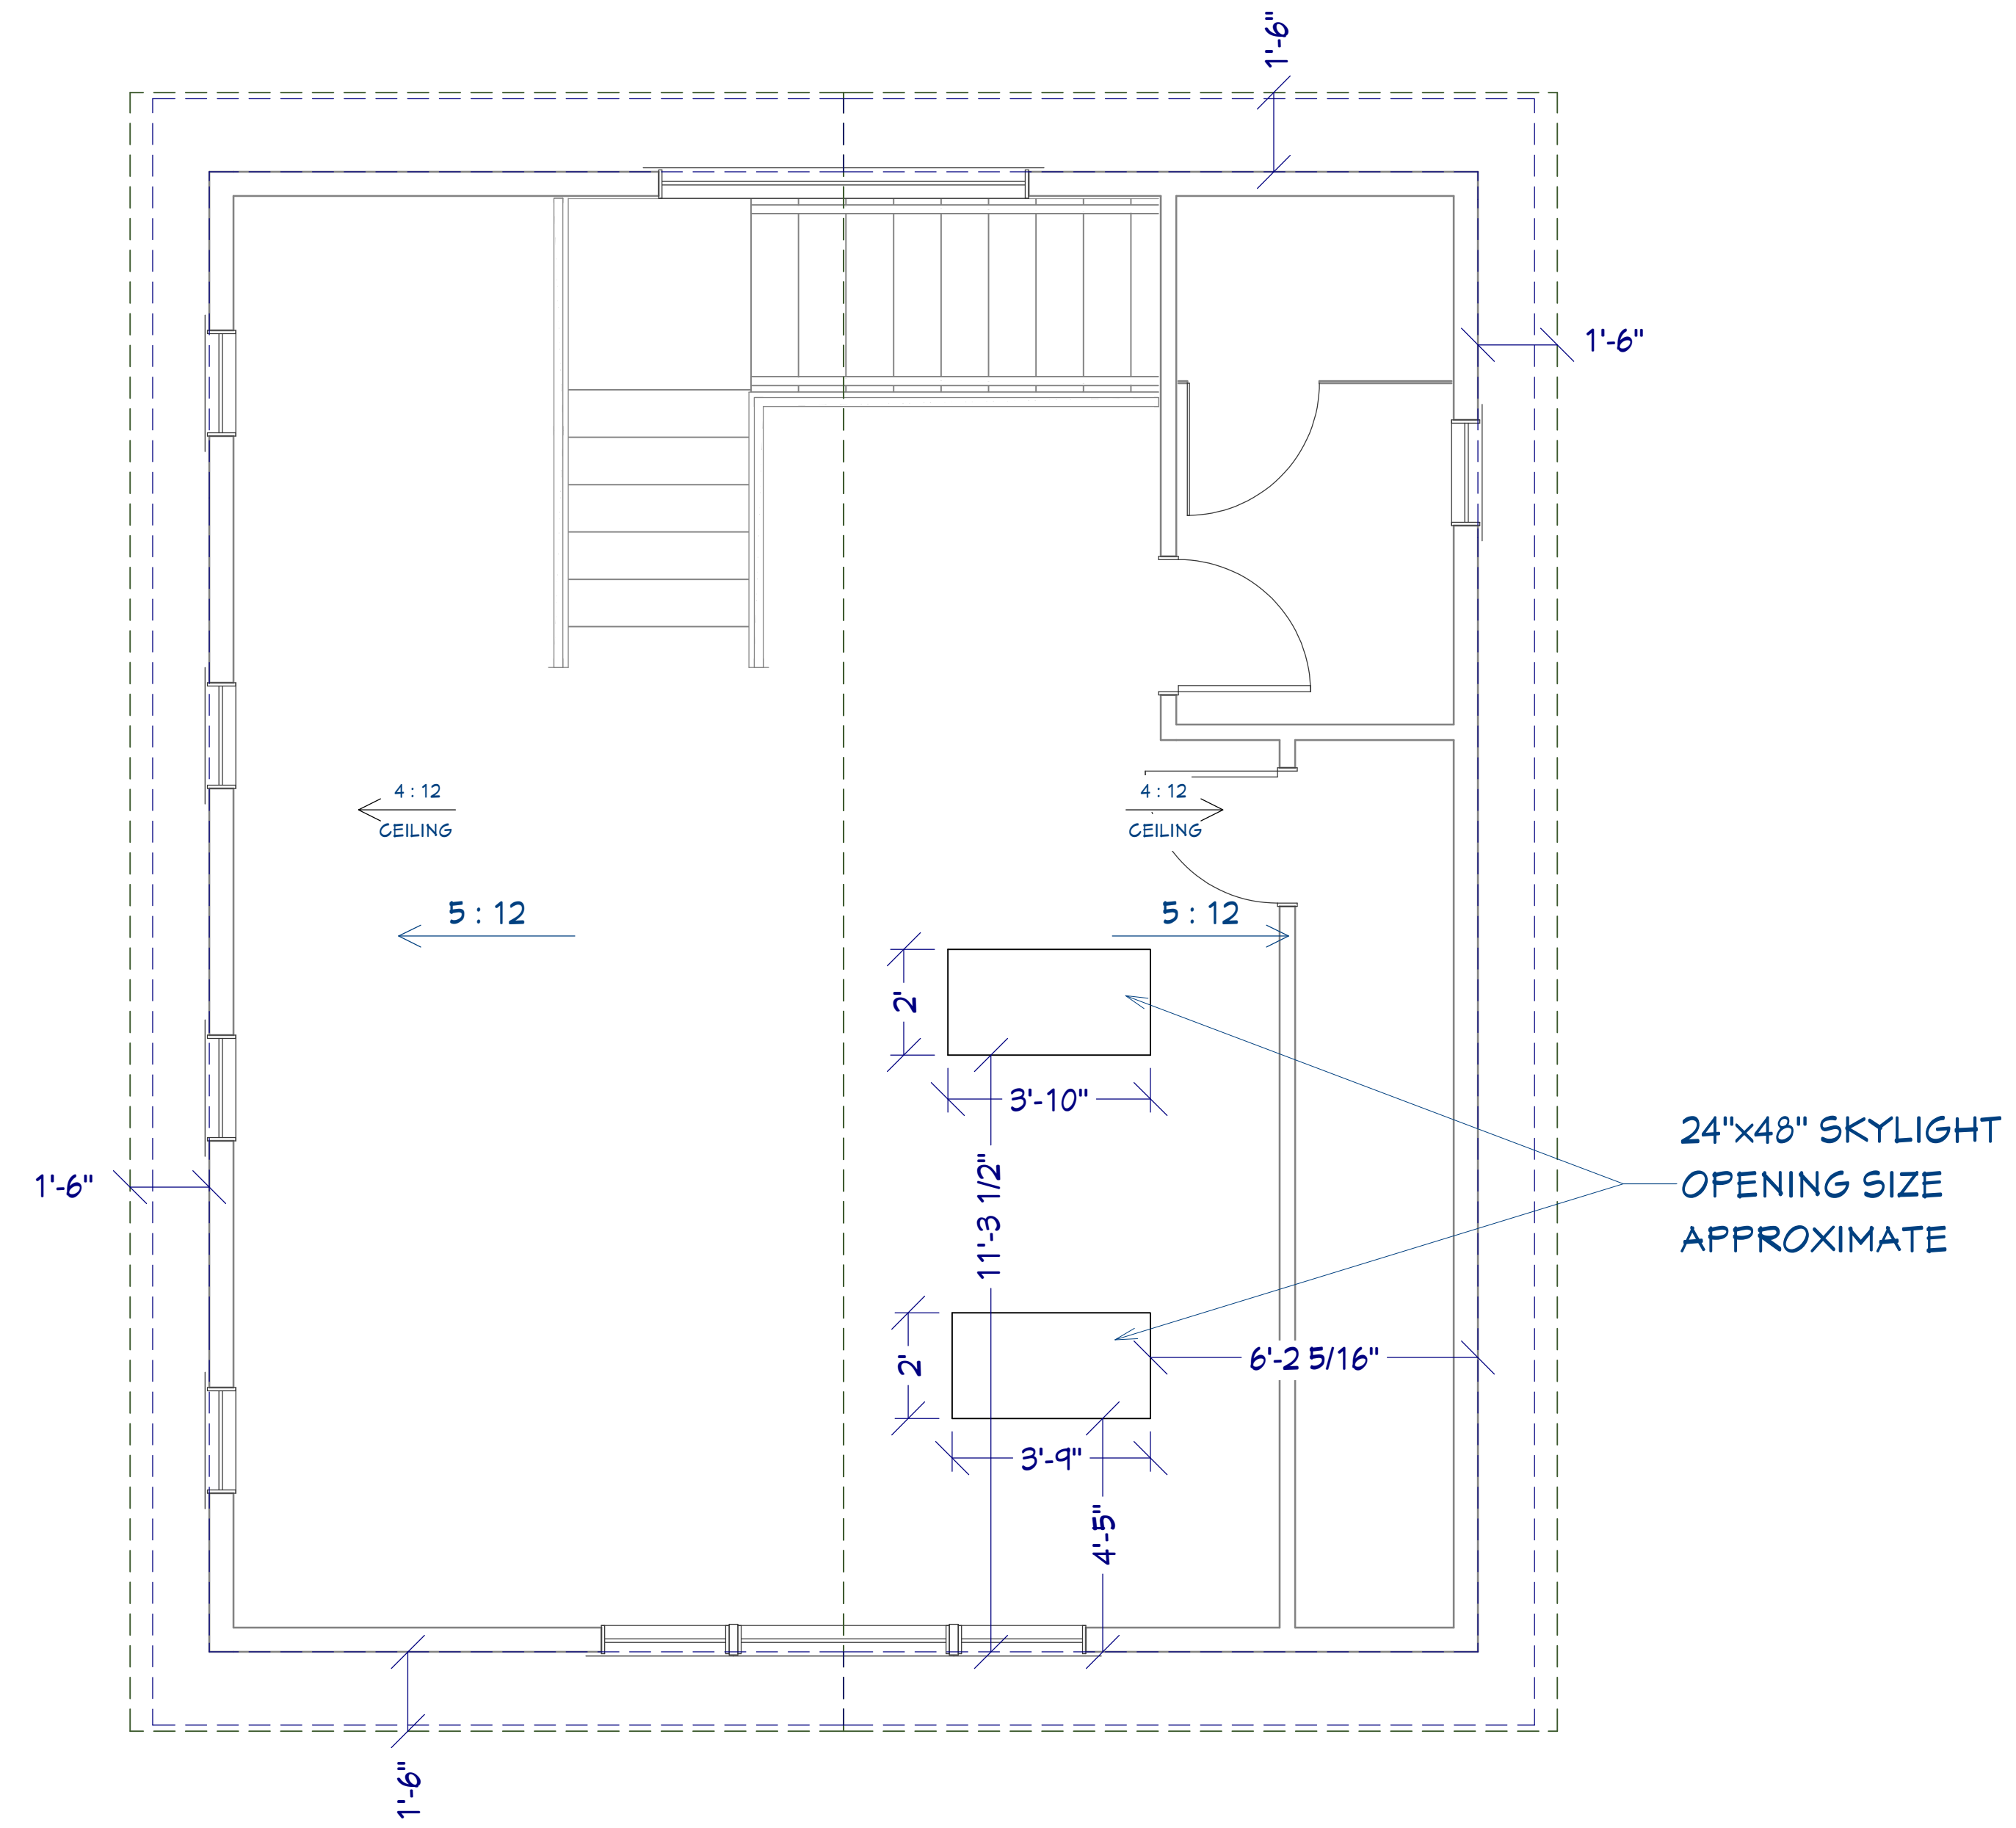 1'-6"
1'-6"
4 : 12
CEILING
4 : 12
CEILING
5 : 12
5 : 12
2'
3'-10"
24"x48" SKYLIGHT
OPENING SIZE
APPROXIMATE
1'-6"
11'-3 1/2"
2'
6'-2 5/16"
3'-9"
4'-5"
1'-6"